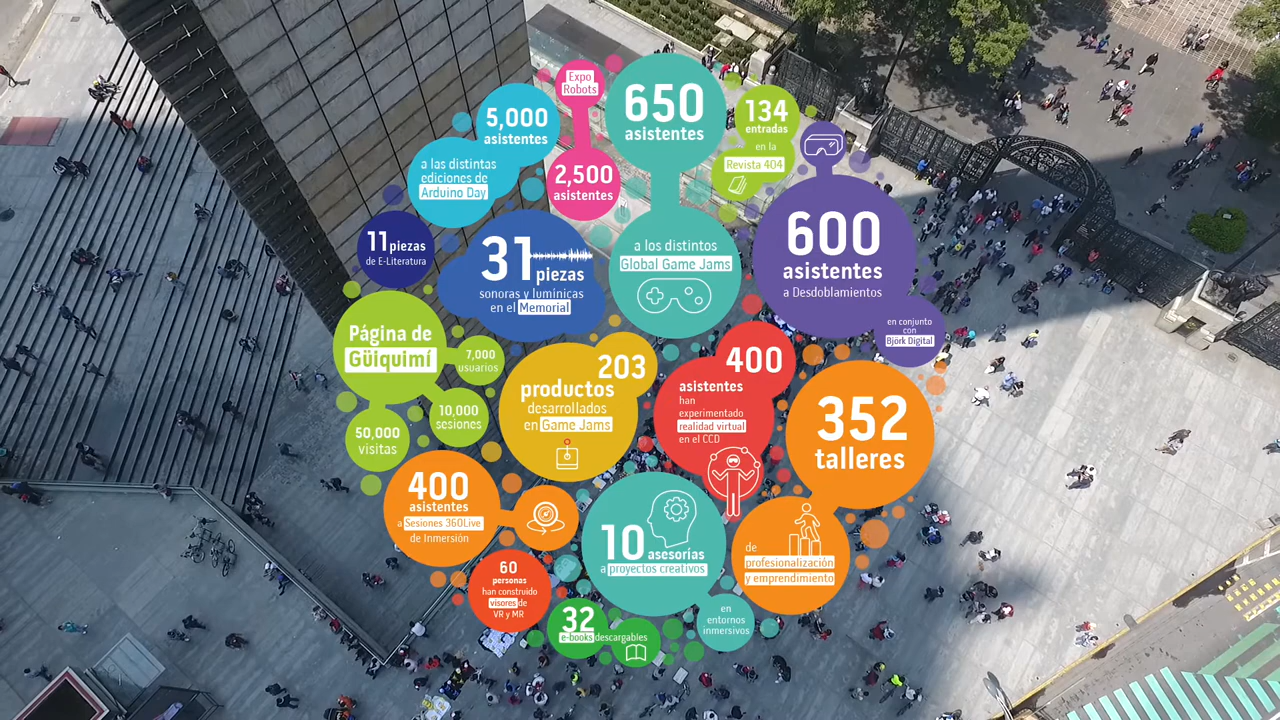 Expo
Robots
2,500
asistentes
5,000
asistentes
a las distintas
ediciones de
Arduino Day
650
asistentes
a los distintos
Global Game Jams
134
entradas
en la
Revista 404
11 piezas
de E-Literatura
31 piezas
sonoras y lumínicas
en el Memorial
600
asistentes
a Desdoblamientos
en conjunto
con
Björk Digital
Página de
Güiquimí
7,000
usuarios
10,000
sesiones
50,000
visitas
203
productos
desarrollados
en Game Jams
400
asistentes
han
experimentado
realidad virtual
en el CCD
352
talleres
de
profesionalización
y emprendimiento
400
asistentes
a Sesiones 360Live
de Inmersión
10 asesorías
a proyectos creativos
en
entornos
inmersivos
60
personas
han construido
visores de
VR y MR
32
e-books descargables